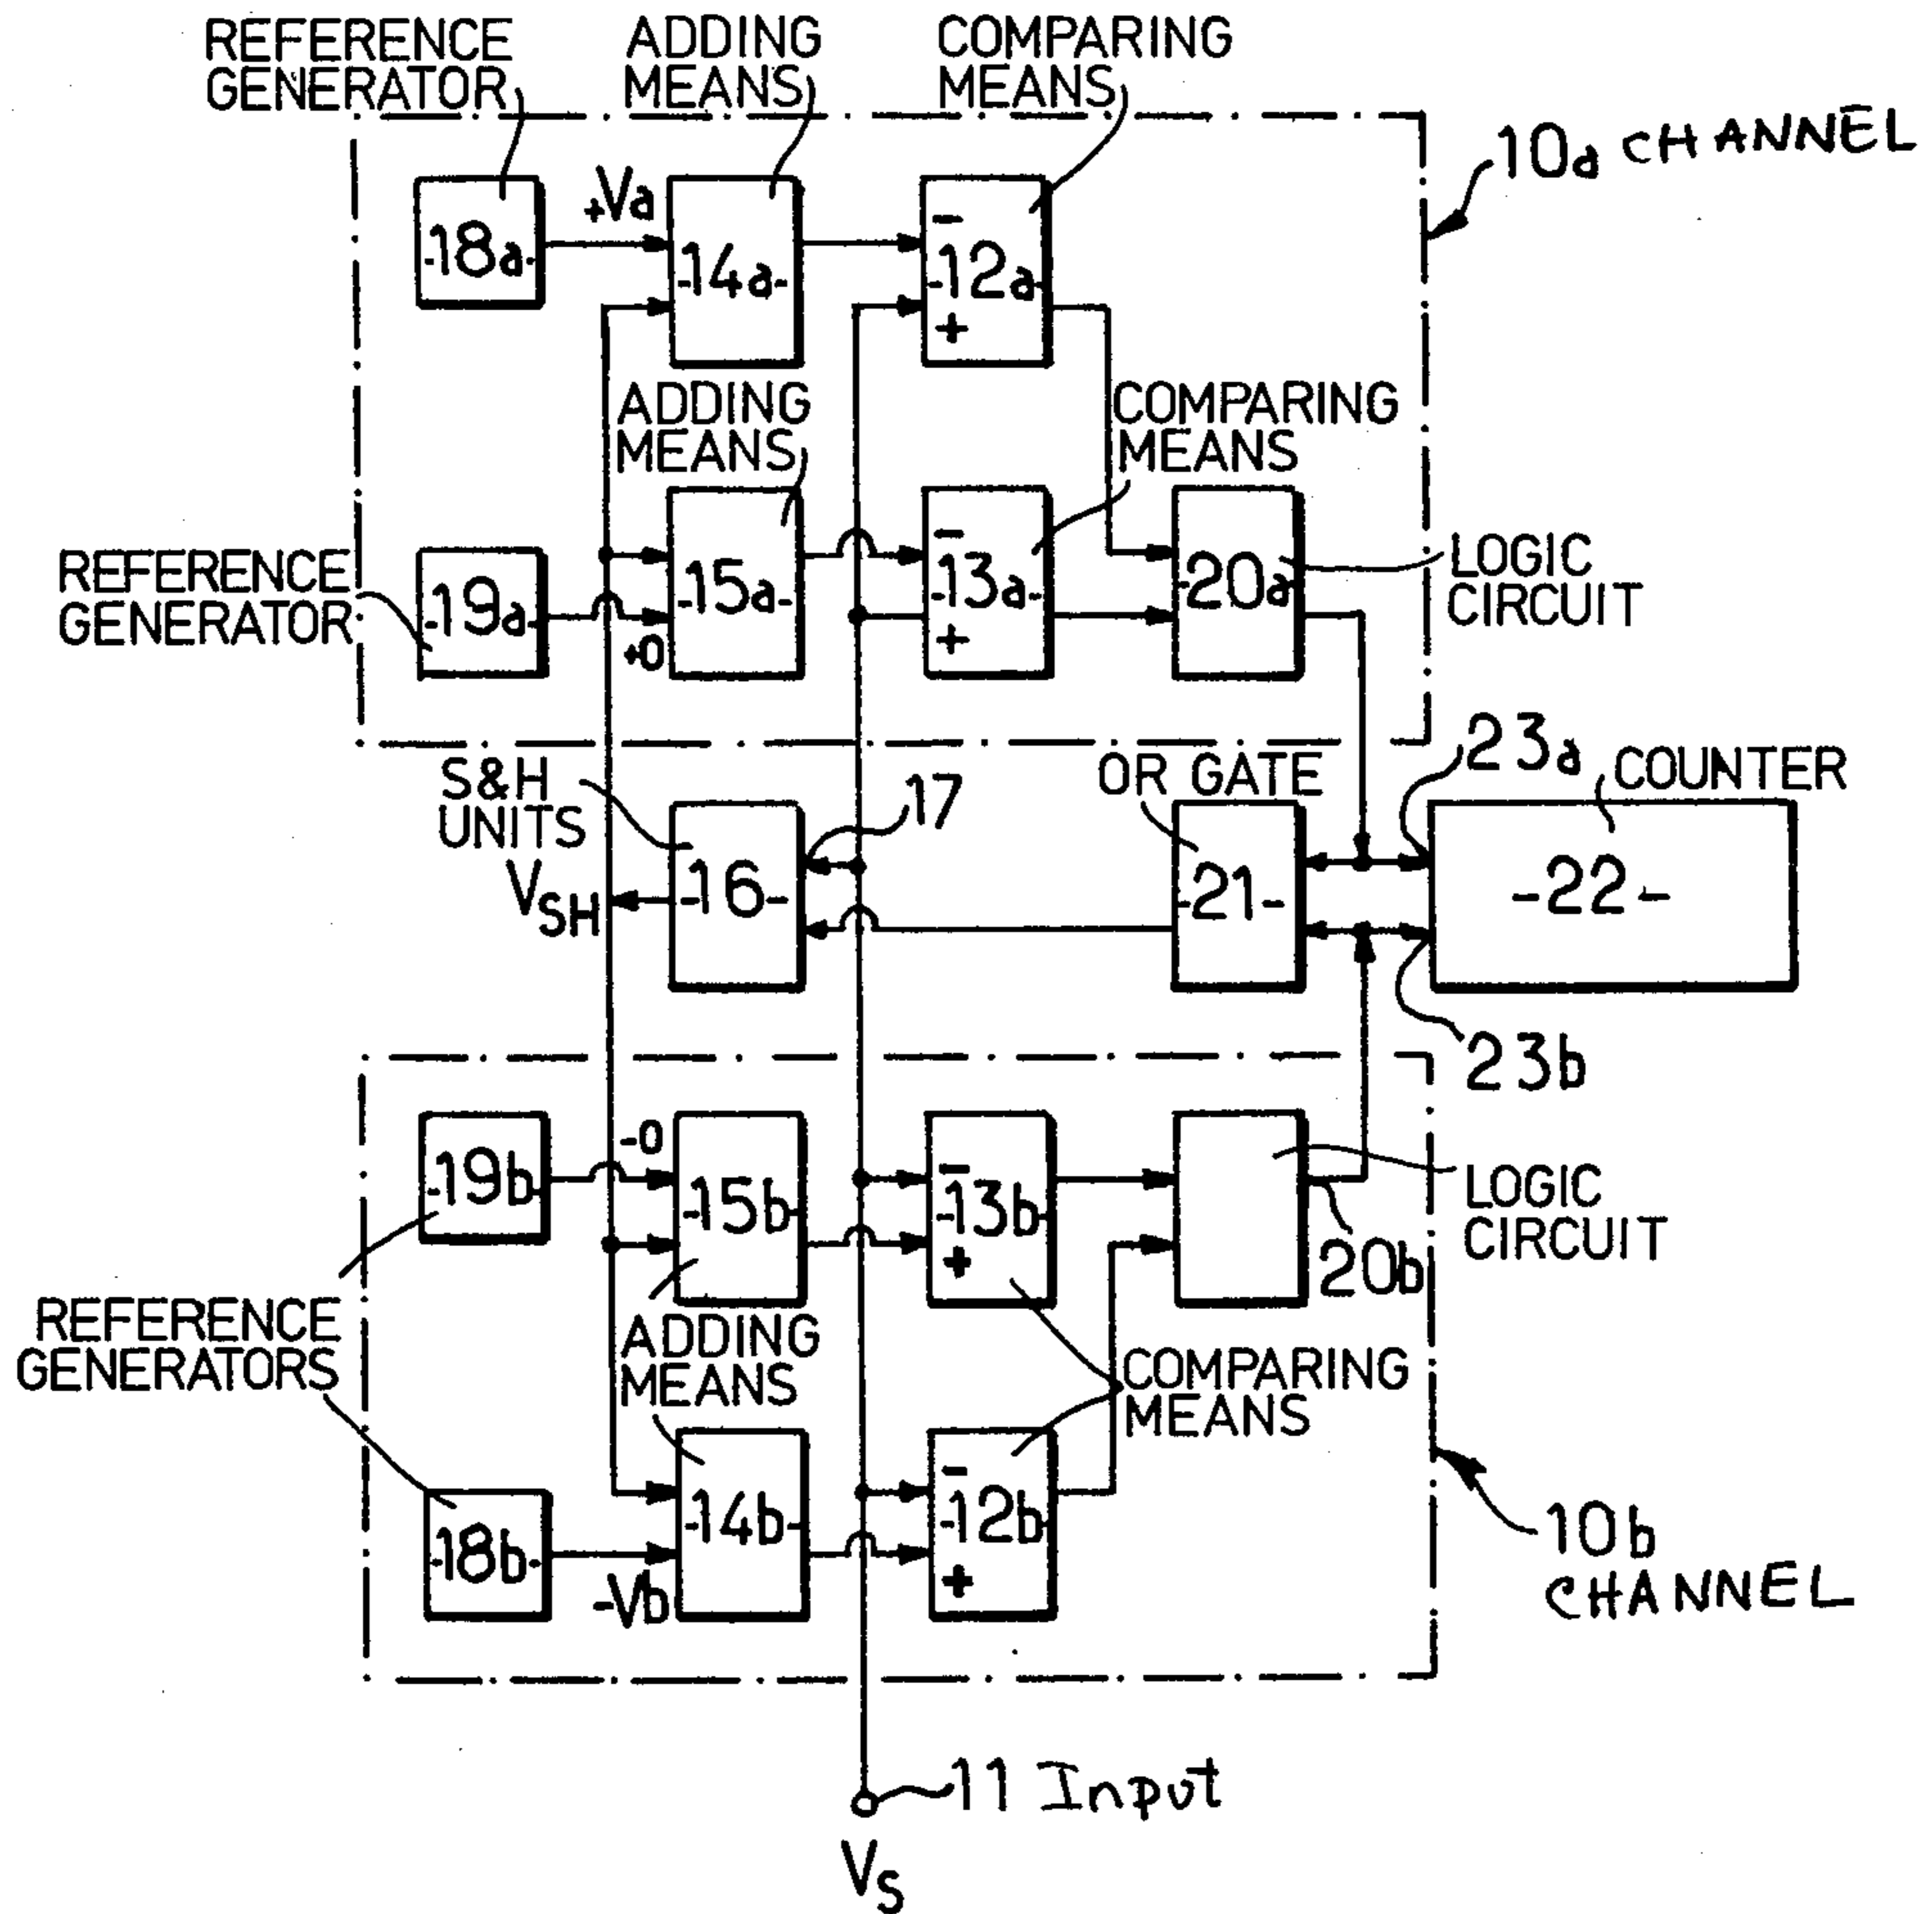 REFERENCE
GENERATOR
ADDING
MEANS
COMPARING
MEANS
10a CHANNEL
+Va
-18a-
-14a-
-
-12a-
+
ADDING
MEANS
COMPARING
MEANS
REFERENCE
GENERATOR
-19a-
+0
-15a-
-
-13a-
+
-20a-
LOGIC
CIRCUIT
S&H
UNITS
17
OR GATE
23a
COUNTER
VSH
-16-
-21-
-22-
23b
-19b-
-0
-15b-
-
-13b-
+
LOGIC
CIRCUIT
20b
REFERENCE
GENERATORS
ADDING
MEANS
COMPARING
MEANS
-18b-
-Vb
-14b-
-
-12b-
+
10b
CHANNEL
11 Input
VS